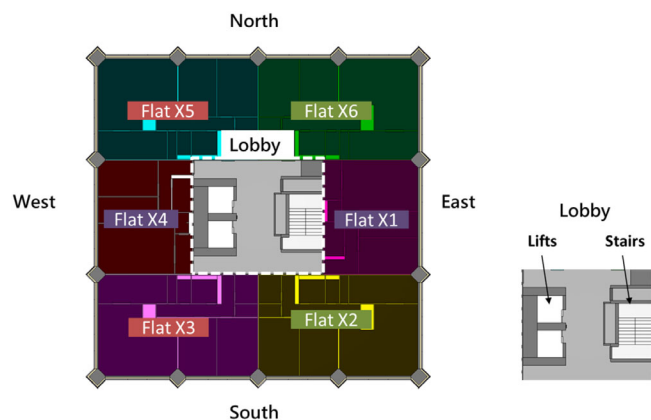 North
Flat X5
Flat X6
Lobby
West
Flat X4
Flat X1
East
Flat X3
Flat X2
South
Lobby
Lifts
Stairs